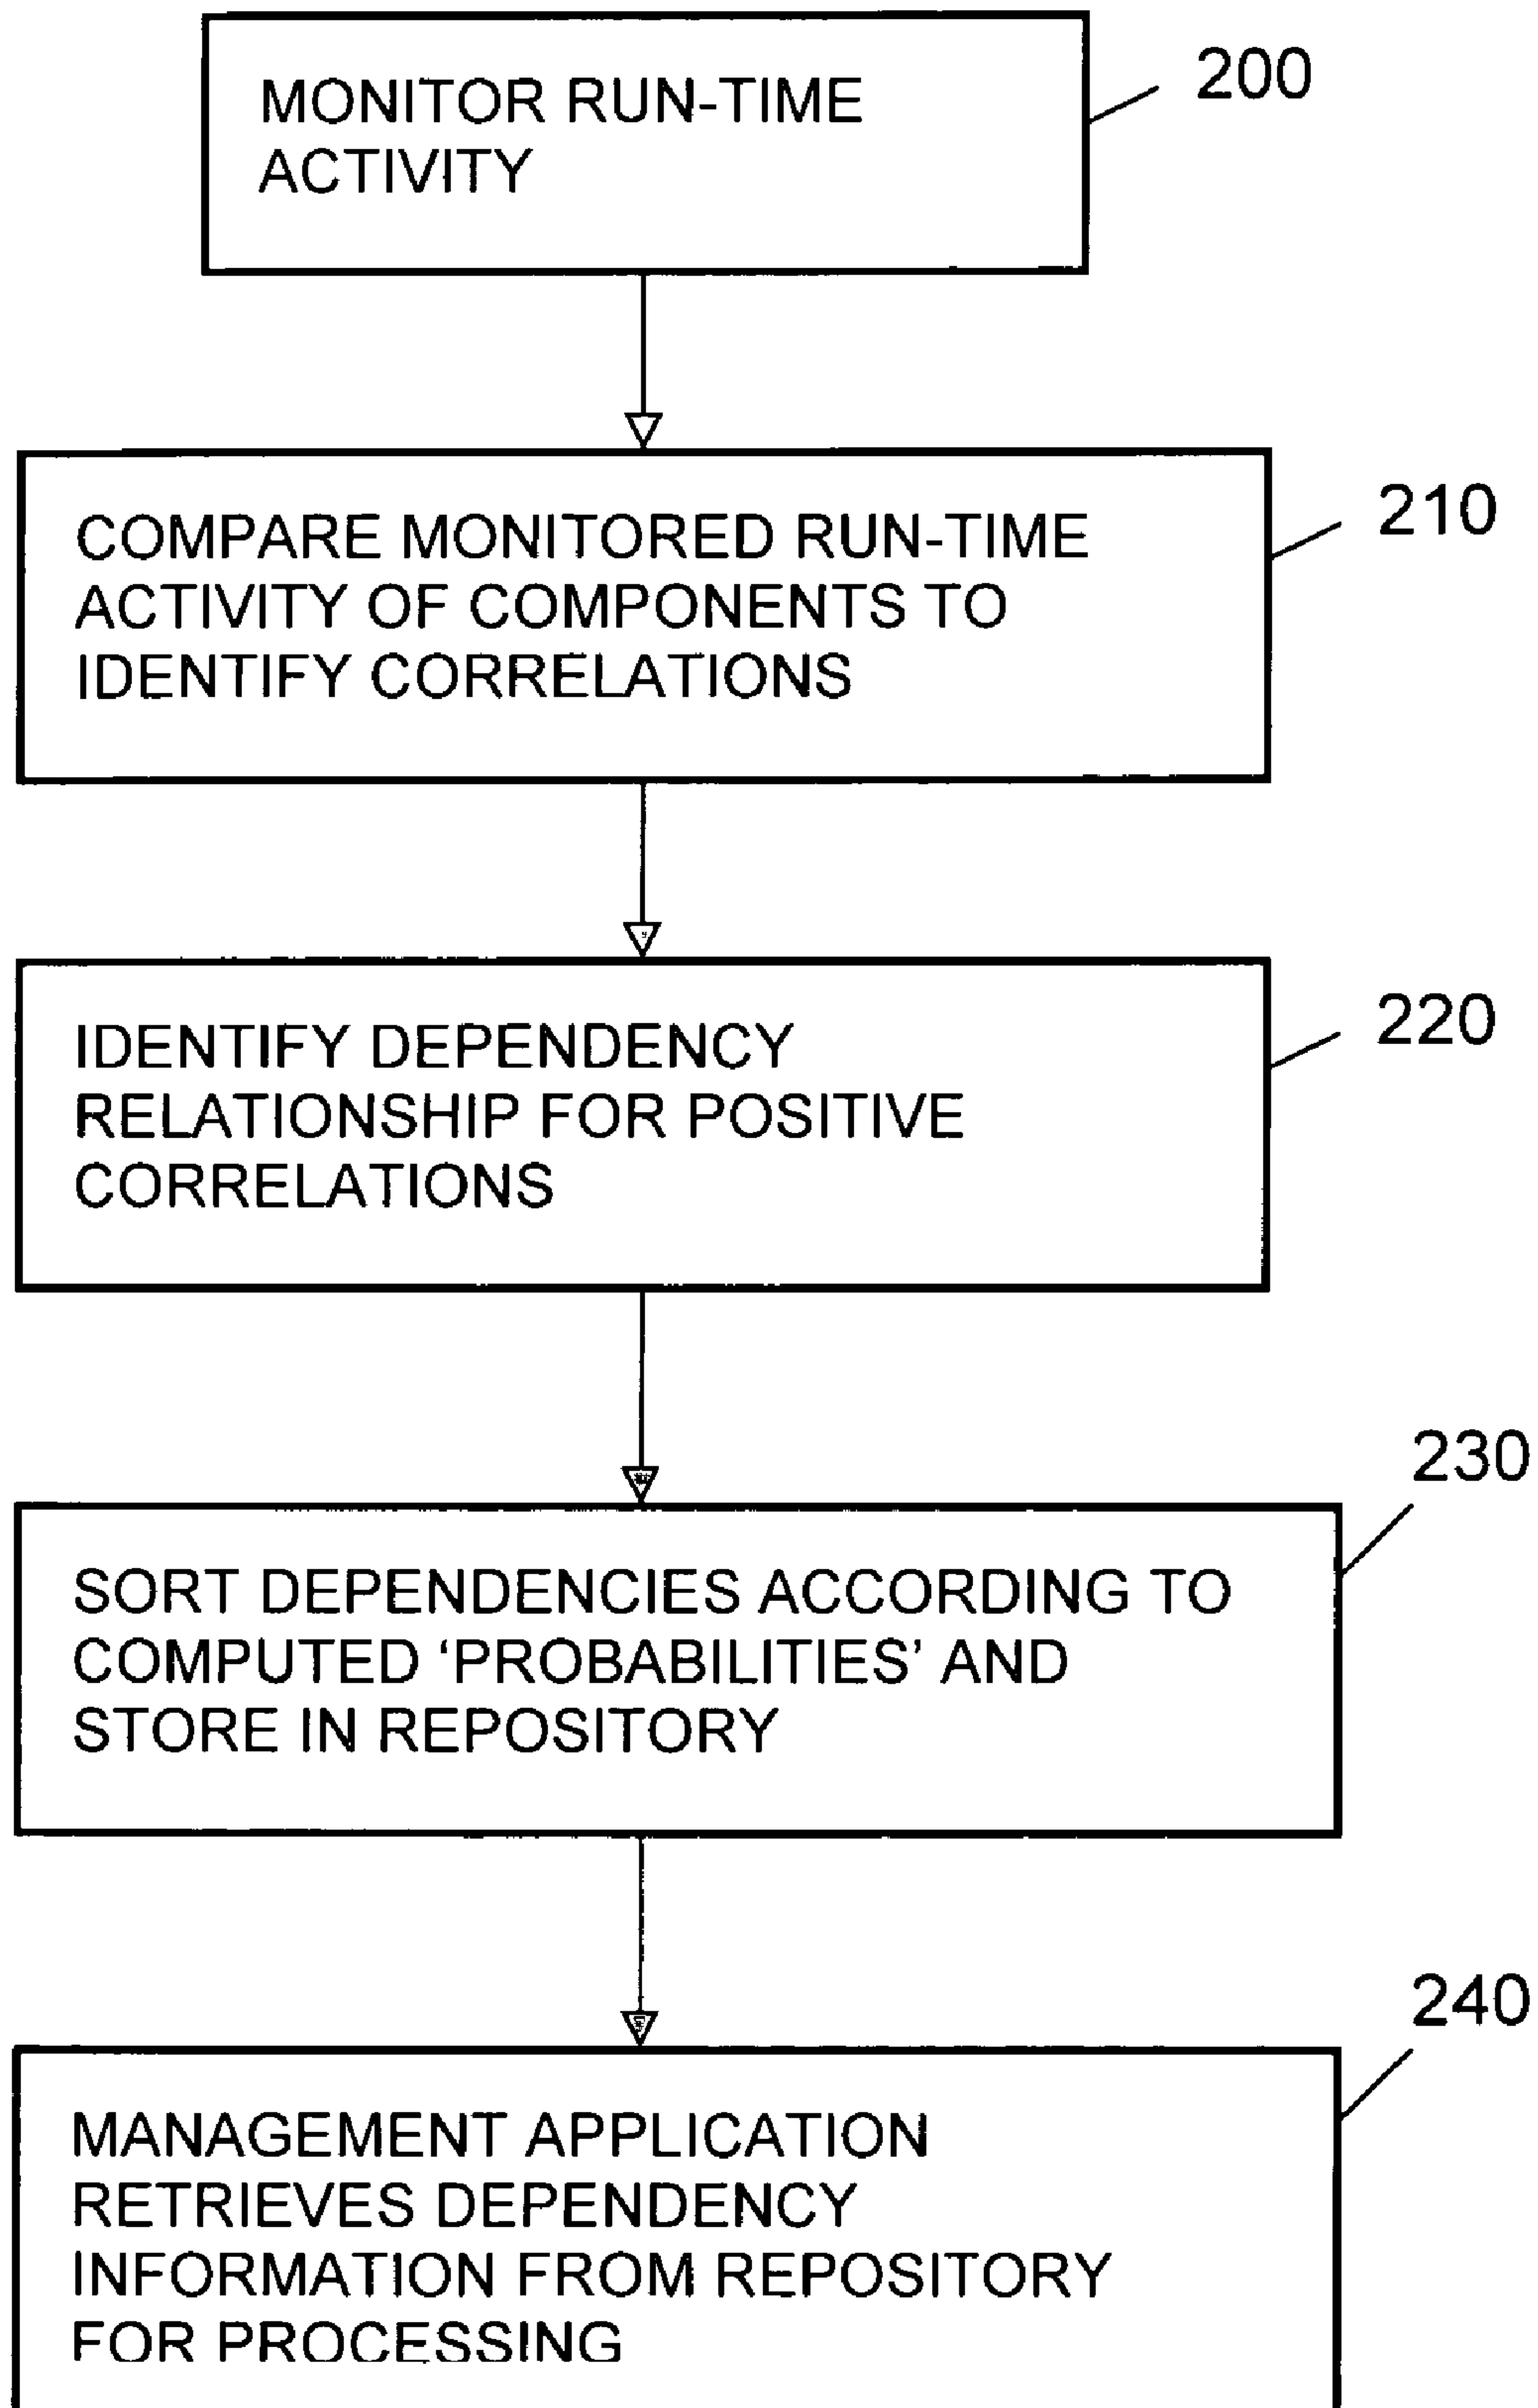 MONITOR RUN-TIME
ACTIVITY
200
COMPARE MONITORED RUN-TIME
ACTIVITY OF COMPONENTS TO
IDENTIFY CORRELATIONS
210
IDENTIFY DEPENDENCY
RELATIONSHIP FOR POSITIVE
CORRELATIONS
220
SORT DEPENDENCIES ACCORDING TO
COMPUTED ‘PROBABILITIES’ AND
STORE IN REPOSITORY
230
MANAGEMENT APPLICATION
RETRIEVES DEPENDENCY
INFORMATION FROM REPOSITORY
FOR PROCESSING
240